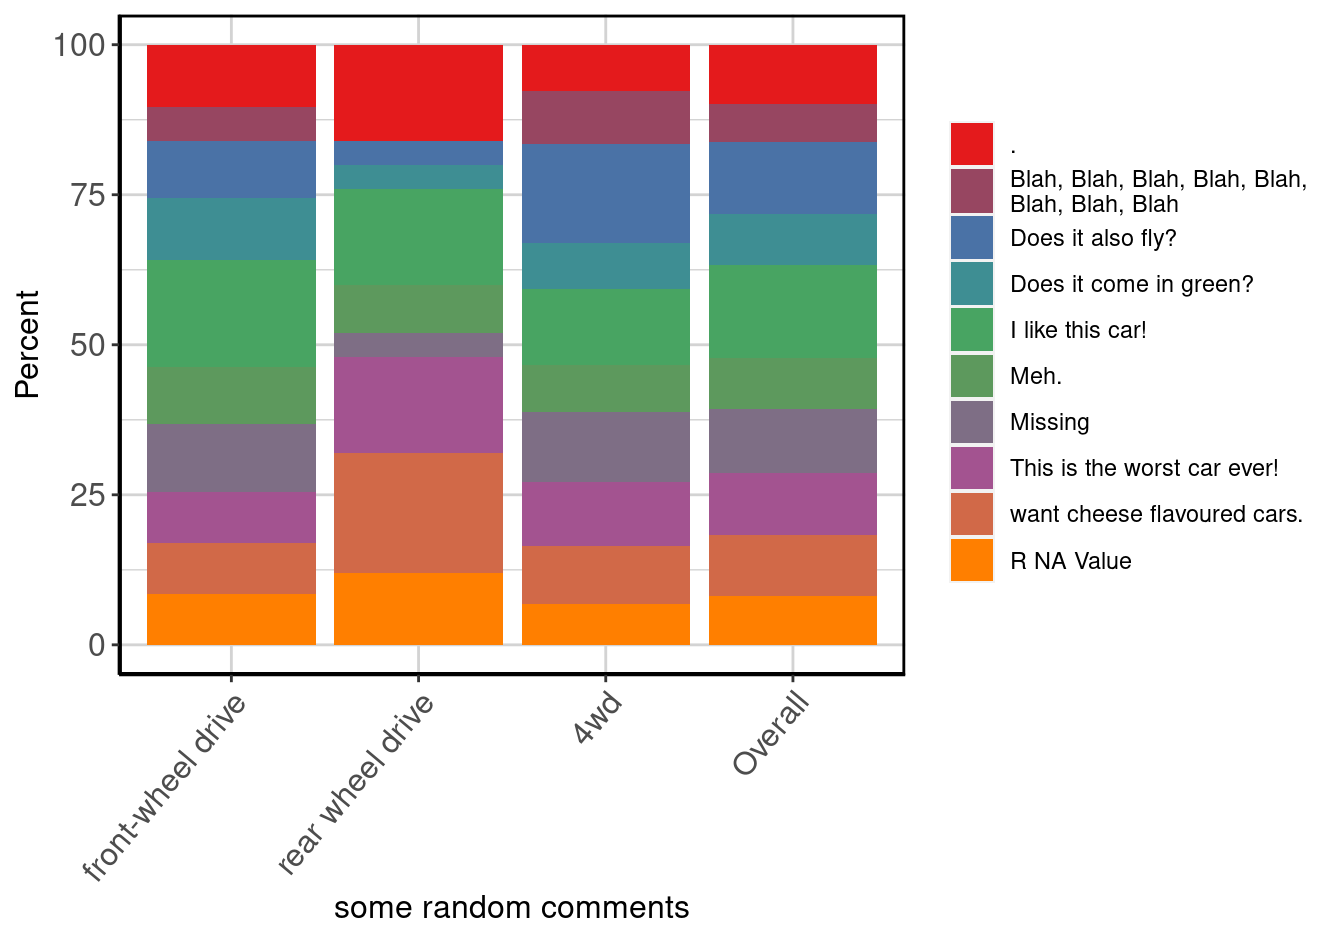 100
75
50
25
0
Percent
front-wheel drive
rear wheel drive
4wd
Overall
some random comments
.
Blah, Blah, Blah, Blah, Blah,
Blah, Blah, Blah
Does it also fly?
Does it come in green?
I like this car!
Meh.
Missing
This is the worst car ever!
want cheese flavoured cars.
R NA Value